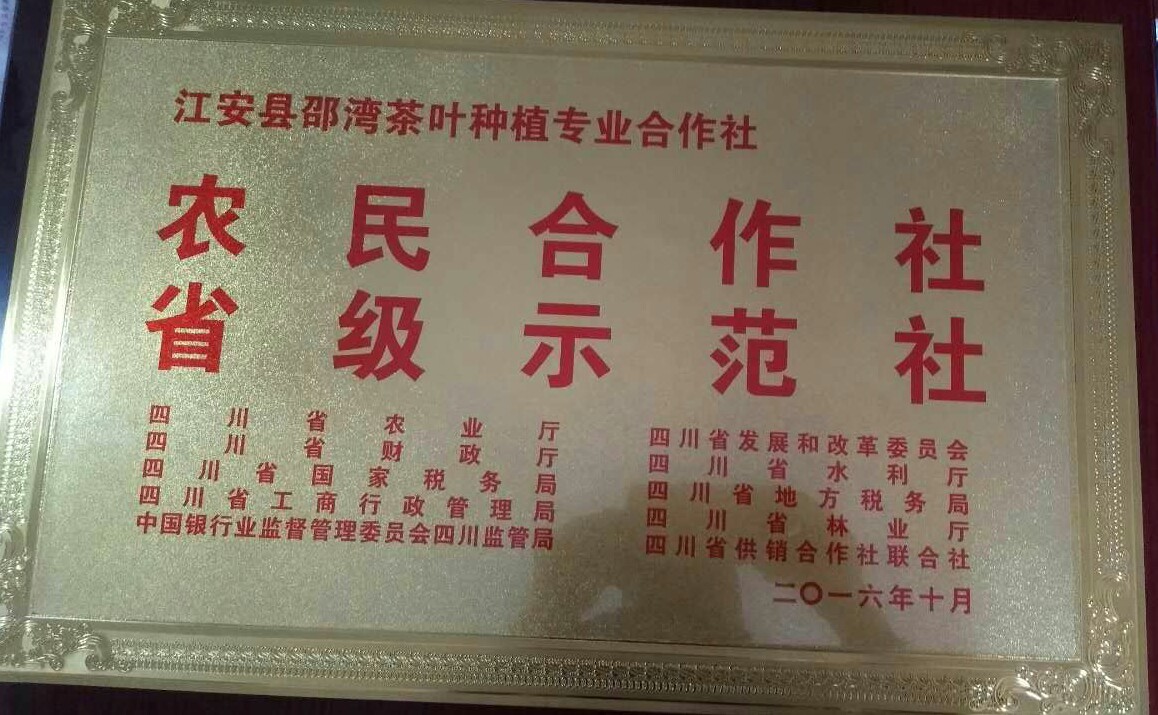 江安县邵湾茶叶种植专业合作社
农民合作社
省级示范社
四川省农业厅
四川省财政厅
四川省国家税务局
四川省工商行政管理局
中国银行业监督管理委员会四川监管局
四川省发展和改革委员会
四川省水利厅
四川省地方税务局
四川省林业厅
四川省供销合作社联合社
二〇一六年十月